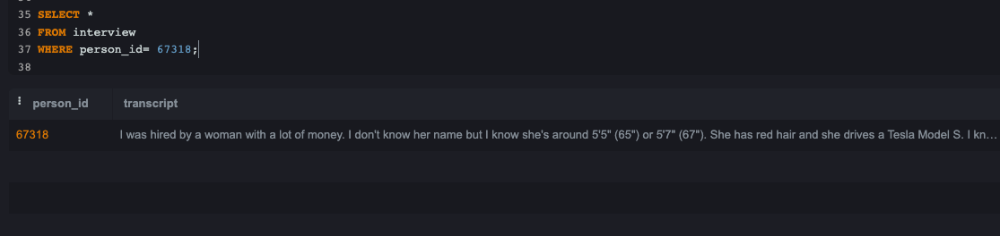 35 SELECT *
36 FROM interview
37 WHERE person_id= 67318;
38
person_id transcript
67318 I was hired by a woman with a lot of money. I don't know her name but I know she's around 5'5" (65") or 5'7" (67"). She has red hair and she drives a Tesla Model S. I kn...